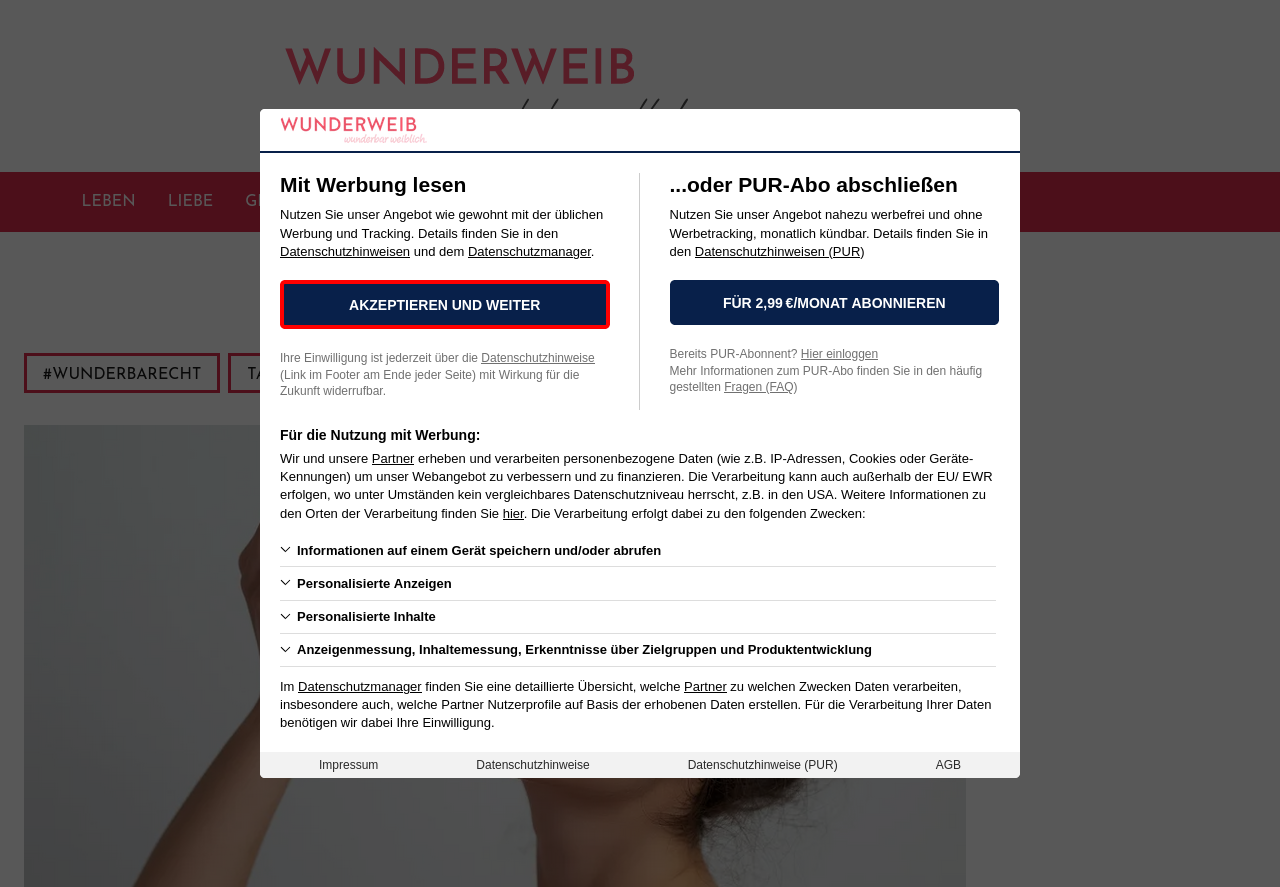 WUNDERWEIB
WUNDERWEIB
wunderbar weiblich.
LEBEN
LIEBE
#WUNDERBARECHT
Mit Werbung lesen
Nutzen Sie unser Angebot wie gewohnt mit der üblichen
Werbung und Tracking. Details finden Sie in den
Datenschutzhinweisen und dem Datenschutzmanager.
AKZEPTIEREN UND WEITER
Ihre Einwilligung ist jederzeit über die Datenschutzhinweise
(Link im Footer am Ende jeder Seite) mit Wirkung für die
Zukunft widerrufbar.
...oder PUR-Abo abschließen
Nutzen Sie unser Angebot nahezu werbefrei und ohne
Werbetracking, monatlich kündbar. Details finden Sie in
den Datenschutzhinweisen (PUR)
FÜR 2,99 €/MONAT ABONNIEREN
Bereits PUR-Abonnent? Hier einloggen
Mehr Informationen zum PUR-Abo finden Sie in den häufig
gestellten Fragen (FAQ)
Für die Nutzung mit Werbung:
Wir und unsere Partner erheben und verarbeiten personenbezogene Daten (wie z.B. IP-Adressen, Cookies oder Geräte-
Kennungen) um unser Webangebot zu verbessern und zu finanzieren. Die Verarbeitung kann auch außerhalb der EU/ EWR
erfolgen, wo unter Umständen kein vergleichbares Datenschutzniveau herrscht, z.B. in den USA. Weitere Informationen zu
den Orten der Verarbeitung finden Sie hier. Die Verarbeitung erfolgt dabei zu den folgenden Zwecken:
Informationen auf einem Gerät speichern und/oder abrufen
Personalisierte Anzeigen
Personalisierte Inhalte
Anzeigenmessung, Inhaltemessung, Erkenntnisse über Zielgruppen und Produktentwicklung
Im Datenschutzmanager finden Sie eine detaillierte Übersicht, welche Partner zu welchen Zwecken Daten verarbeiten,
insbesondere auch, welche Partner Nutzerprofile auf Basis der erhobenen Daten erstellen. Für die Verarbeitung Ihrer Daten
benötigen wir dabei Ihre Einwilligung.
Impressum
Datenschutzhinweise
Datenschutzhinweise (PUR)
AGB